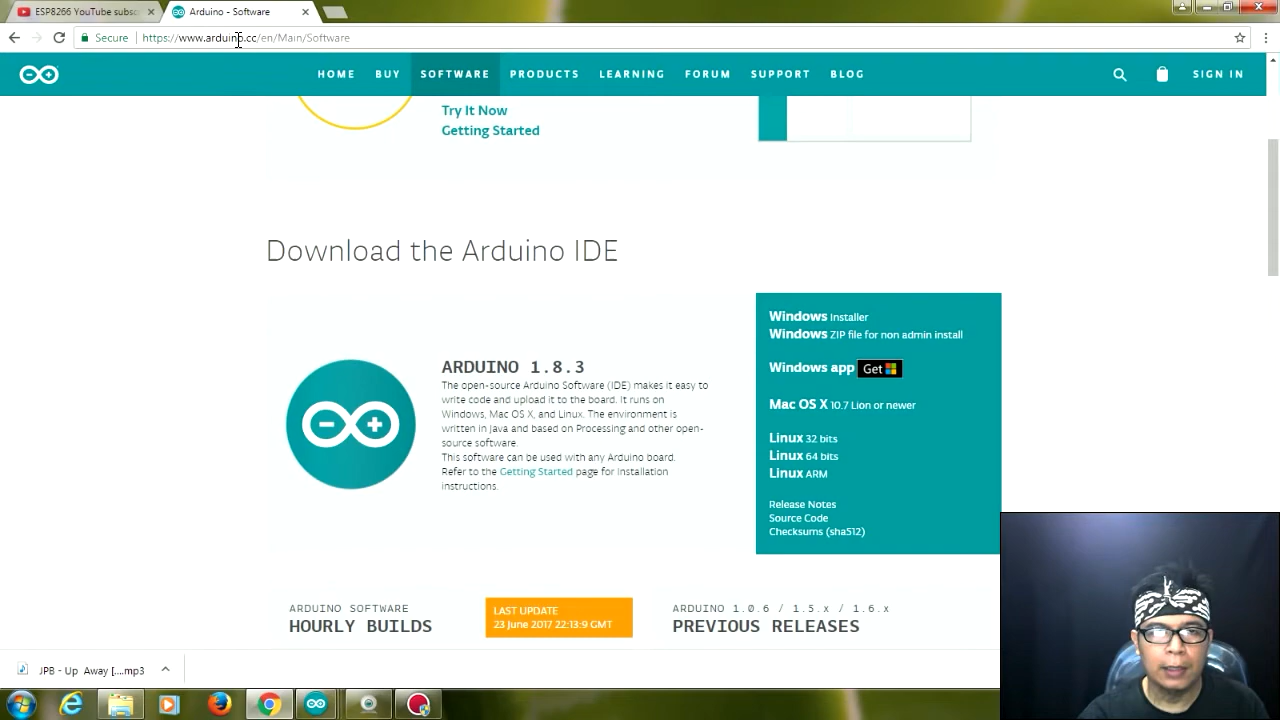 ESP8266 YouTube subsc
Arduino - Software
Secure
https://www.arduino.cc/en/Main/Software
HOME
BUY
SOFTWARE
PRODUCTS
LEARNING
FORUM
SUPPORT
BLOG
SIGN IN
Try It Now
Getting Started
Download the Arduino IDE
ARDUINO 1.8.3
The open-source Arduino Software (IDE) makes it easy to
write code and upload it to the board. It runs on
Windows, Mac OS X, and Linux. The environment is
written in Java and based on Processing and other open-
source software.
This software can be used with any Arduino board.
Refer to the Getting Started page for Installation
instructions.
Windows Installer
Windows ZIP file for non admin install
Windows app Get
Mac OS X 10.7 Lion or newer
Linux 32 bits
Linux 64 bits
Linux ARM
Release Notes
Source Code
Checksums (sha512)
ARDUINO SOFTWARE
HOURLY BUILDS
LAST UPDATE
23 June 2017 22:13:9 GMT
ARDUINO 1.0.6 / 1.5.x / 1.6.x
PREVIOUS RELEASES
JPB - Up Away [....mp3